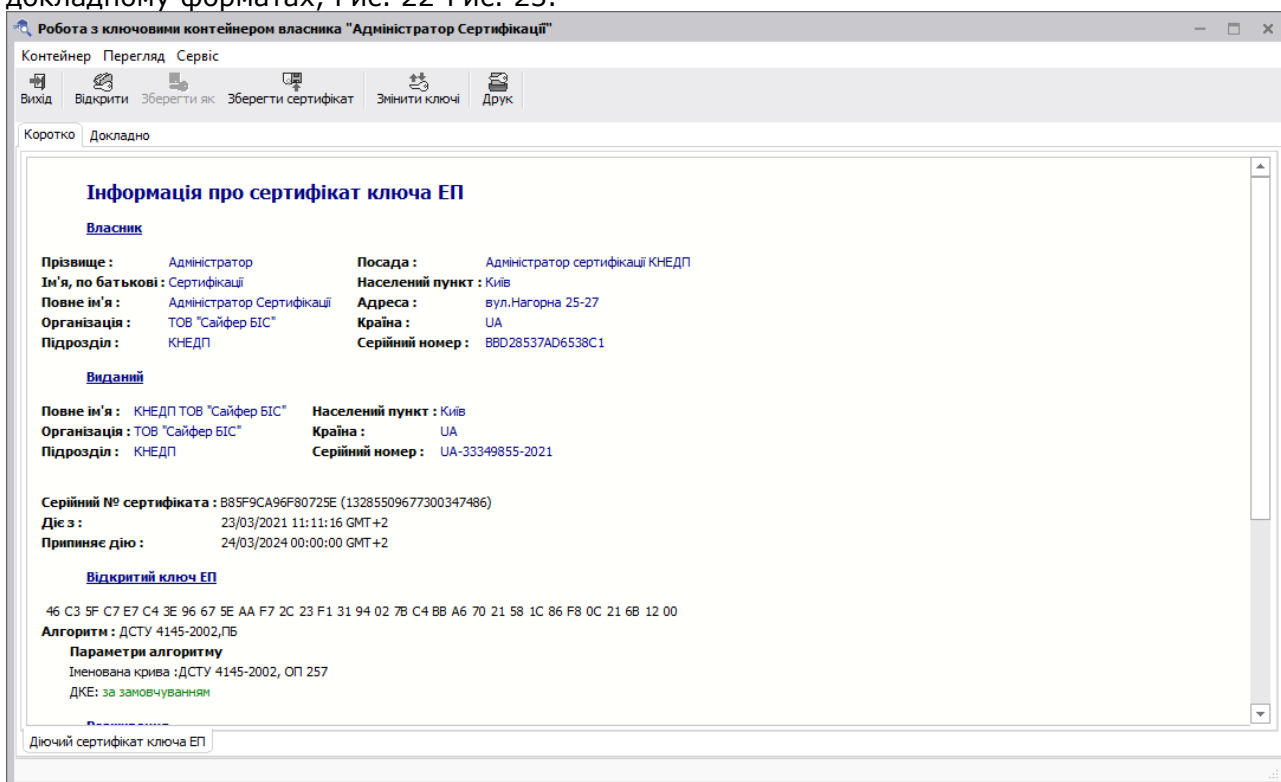 Робота з ключовими контейнером власника "Адміністратор Сертифікації"
Контейнер Перегляд Сервіс
Вихід Відкрити Зберегти як Зберегти сертифікат Змінити ключі Друк
Коротко Докладно
Інформація про сертифікат ключа ЕП
Власник
Прізвище : Адміністратор Посада : Адміністратор сертифікації КНЕДП
Ім'я, по батькові : Сертифікації Населений пункт : Київ
Повне ім'я : Адміністратор Сертифікації Адреса : вул.Нагорна 25-27
Організація : ТОВ "Сайфер БІС" Країна : UA
Підрозділ : КНЕДП Серійний номер : BBD28537AD6538C1
Виданий
Повне ім'я : КНЕДП ТОВ "Сайфер БІС" Населений пункт : Київ
Організація : ТОВ "Сайфер БІС" Країна : UA
Підрозділ : КНЕДП Серійний номер : UA-33349855-2021
Серійний № сертифіката : B85F9CA96F80725E (13285509677300347486)
Діє з : 23/03/2021 11:11:16 GMT+2
Припиняє дію : 24/03/2024 00:00:00 GMT+2
Відкритий ключ ЕП
46 C3 5F C7 E7 C4 3E 96 67 5E AA F7 2C 23 F1 31 94 02 7B C4 BB A6 70 21 58 1C 86 F8 0C 21 6B 12 00
Алгоритм : ДСТУ 4145-2002,ПБ
Параметри алгоритму
Іменована крива :ДСТУ 4145-2002, ОП 257
ДКЕ: за замовчуванням
Діючий сертифікат ключа ЕП